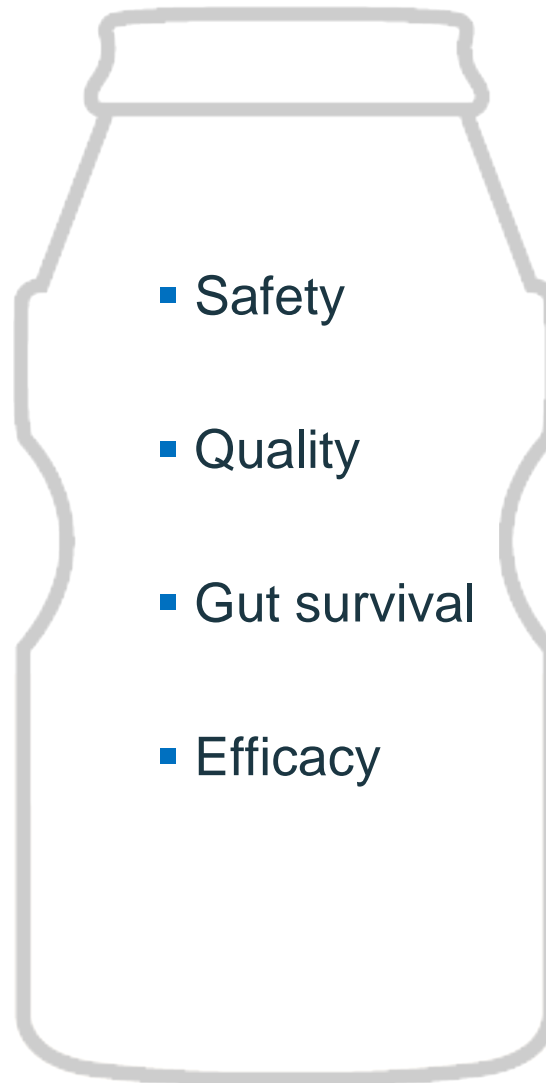 ▪ Safety
▪ Quality
▪ Gut survival
▪ Efficacy